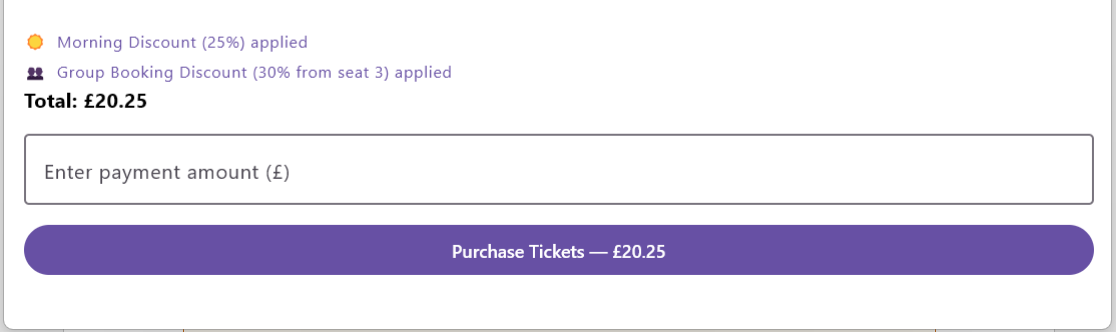 Morning Discount (25%) applied
Group Booking Discount (30% from seat 3) applied
Total: £20.25
Enter payment amount (£)
Purchase Tickets — £20.25